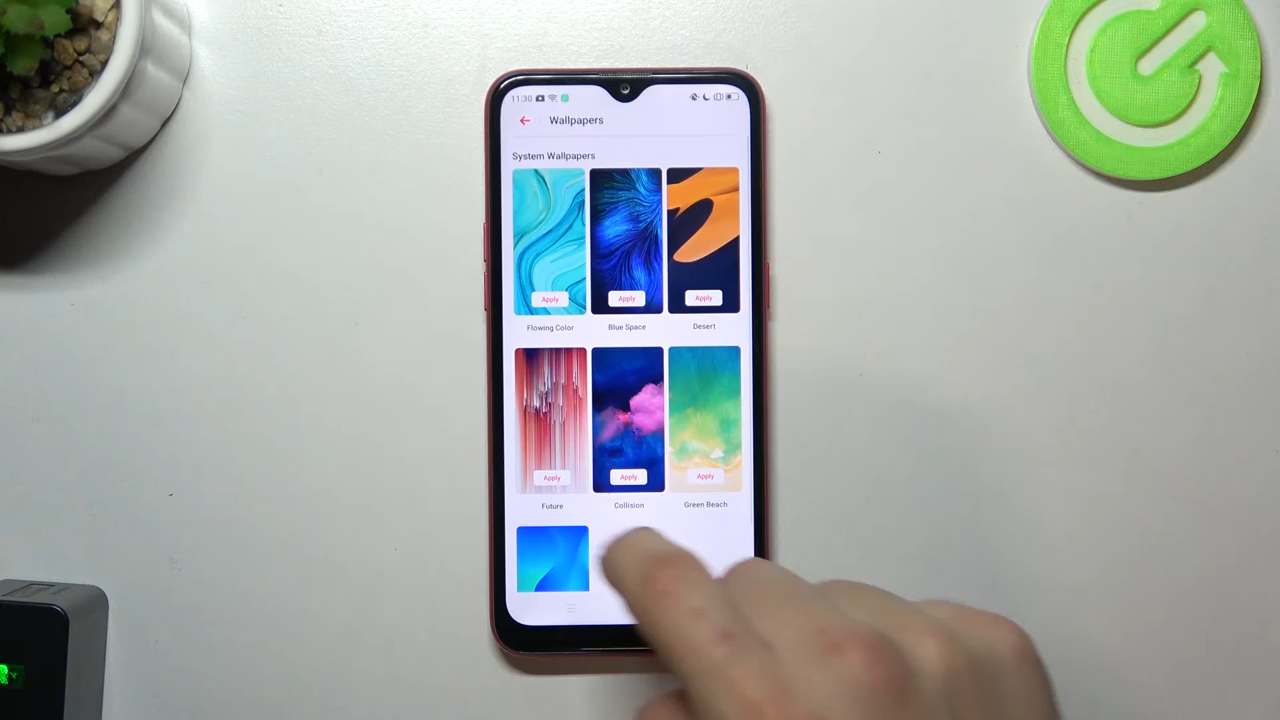 11:30
Wallpapers
System Wallpapers
Apply Apply Apply
Flowing Color Blue Space Desert
Apply Apply Apply
Future Collision Green Beach